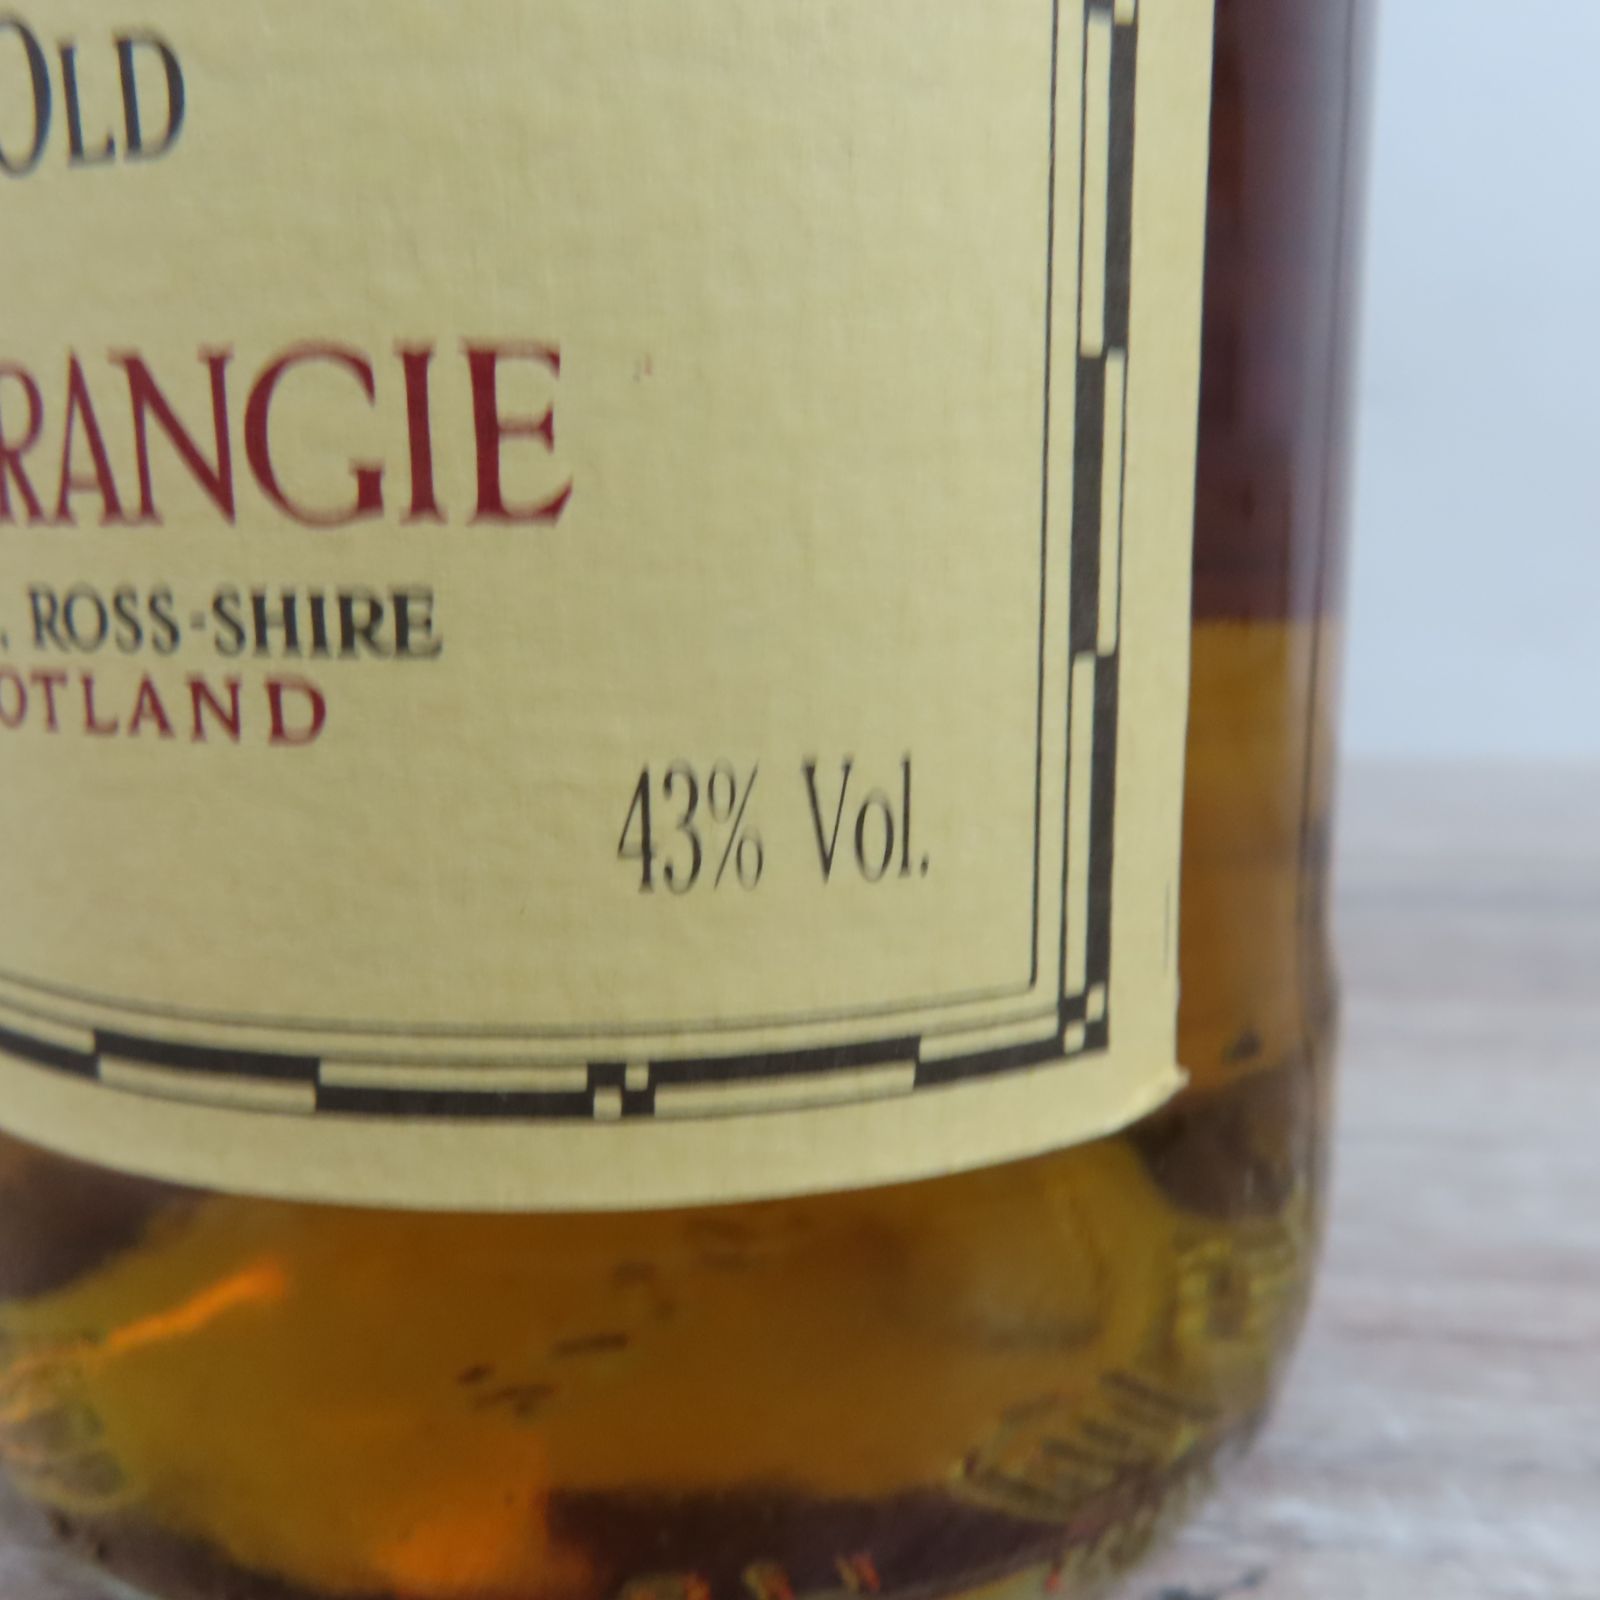 OLD
RANGIE
. ROSS-SHIRE
OTLAND
43% Vol.